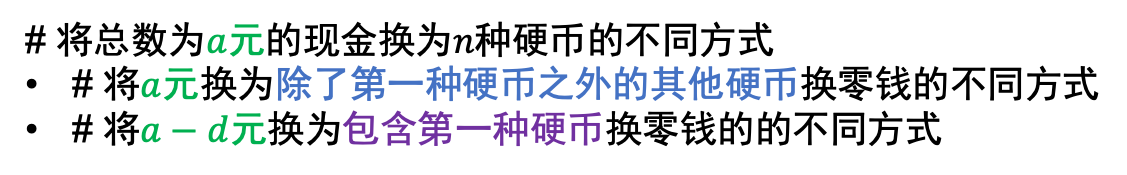 # 将总数为a元的现金换为n种硬币的不同方式
• # 将a元换为除了第一种硬币之外的其他硬币换零钱的不同方式
• # 将a − d元换为包含第一种硬币换零钱的的不同方式